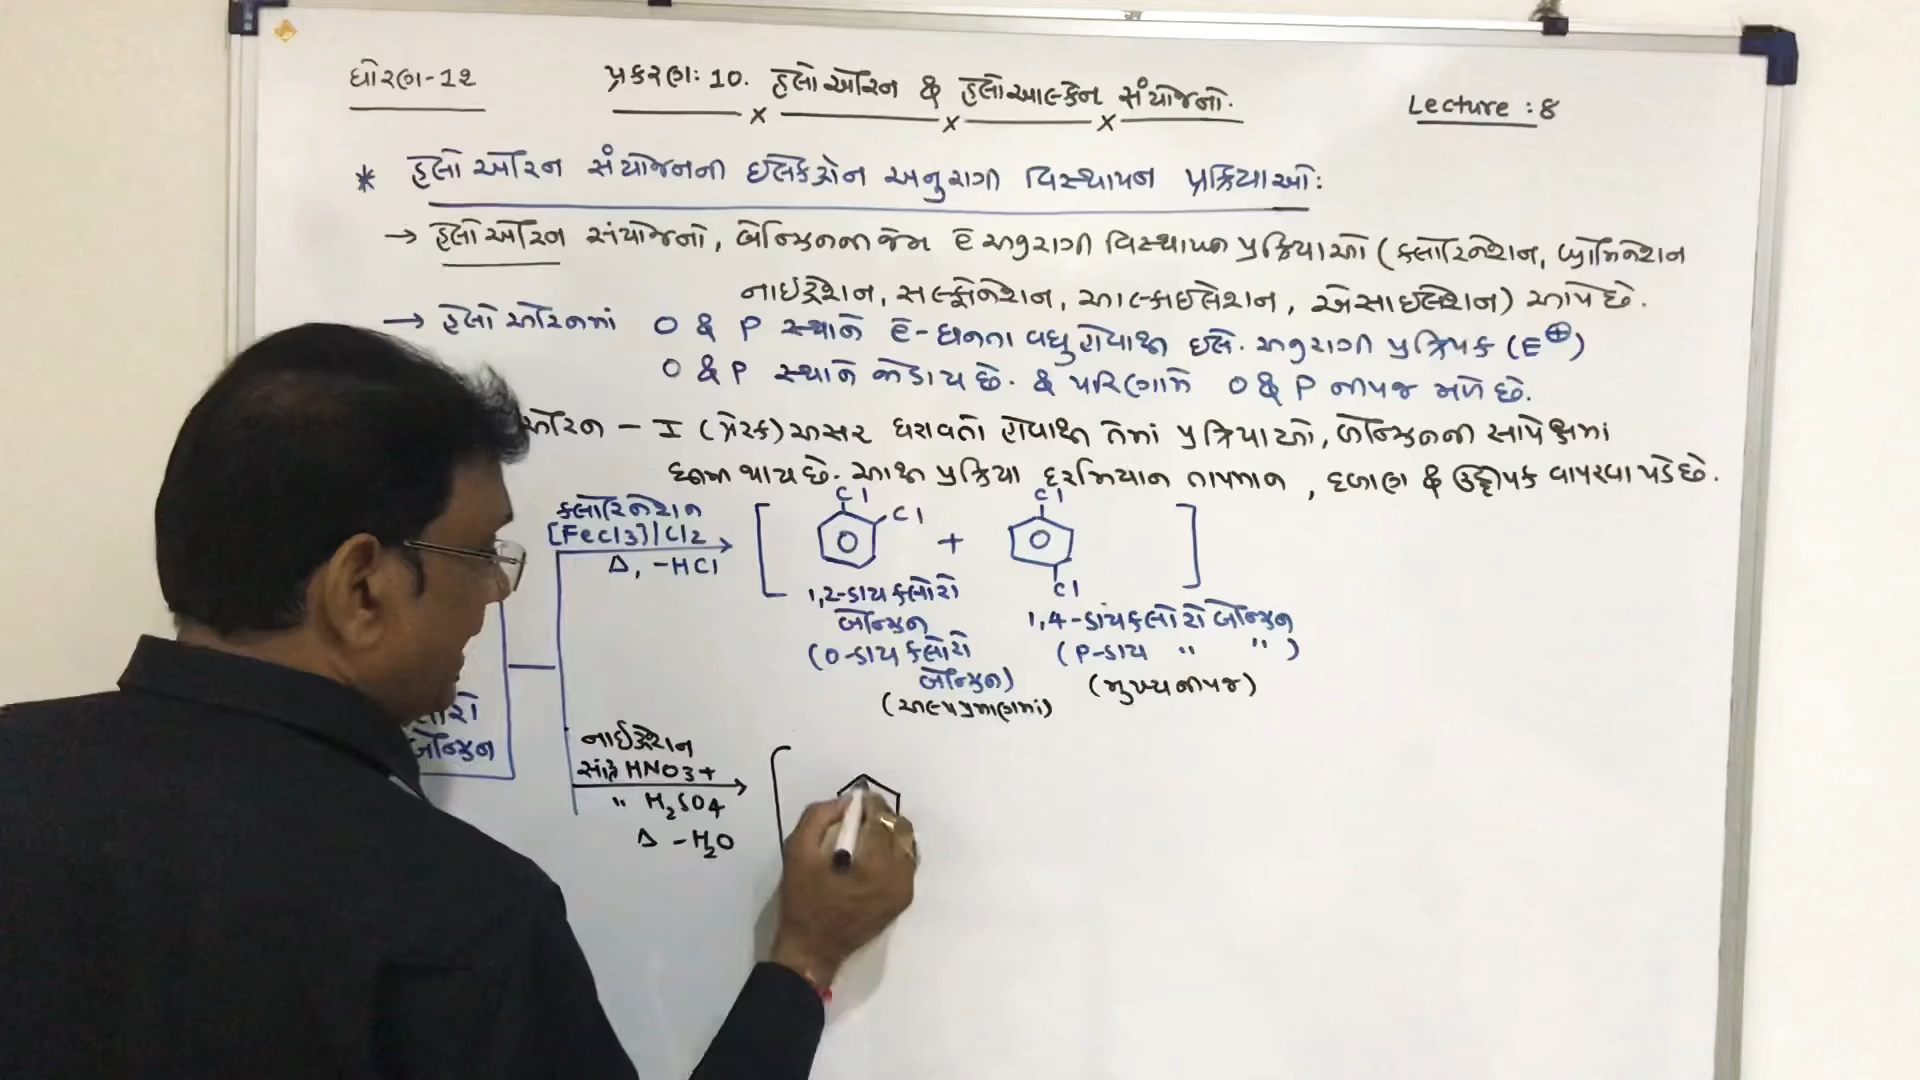 ધોરણ-12
પ્રકરણ: 10. હેલોએરિન & હેલોઆલ્કેન સંયોજનો.
Lecture : 8
* હેલો એરિન સંયોજનની ઇલેક્ટ્રોન અનુરાગી વિસ્થાપન પ્રક્રિયાઓ:
→ હેલો એરિન સંયોજનો, બેન્ઝિનની જેમ ē અનુરાગી વિસ્થાપન પ્રક્રિયાઓ (ક્લોરિનેશન, બ્રોમિનેશન
નાઇટ્રેશન, સલ્ફોનેશન, આલ્કાઇલેશન, એસાઇલેશન) આપે છે.
→ હેલો એરિનમાં O & P સ્થાને ē-ઘનતા વધુ હોવાથી ઇલે. અનુરાગી પ્રક્રિયક (E⊕)
O & P સ્થાને જોડાય છે. & પરિણામે O & P નીપજ મળે છે.
એરિન – I (પ્રેરક) અસર ધરાવતો હોવાથી તેમાં પ્રક્રિયાઓ, બેન્ઝિનની સાપેક્ષમાં
થાય છે. આથી પ્રક્રિયા દરમિયાન તાપમાન, દબાણ & ઉદ્દીપક વાપરવા પડે છે.
ક્લોરિનેશન
[FeCl3]/Cl2
Δ, -HCl
Cl
Cl
+
Cl
Cl
1,2-ડાયક્લોરો
બેન્ઝિન
(O-ડાયક્લોરો
બેન્ઝિન)
(અલ્પપ્રમાણમાં)
1,4-ડાયક્લોરો બેન્ઝિન
(P-ડાય " ")
(મુખ્ય નીપજ)
બેન્ઝિન
નાઇટ્રેશન
સાંદ્ર HNO3 +
" H2SO4
Δ -H2O